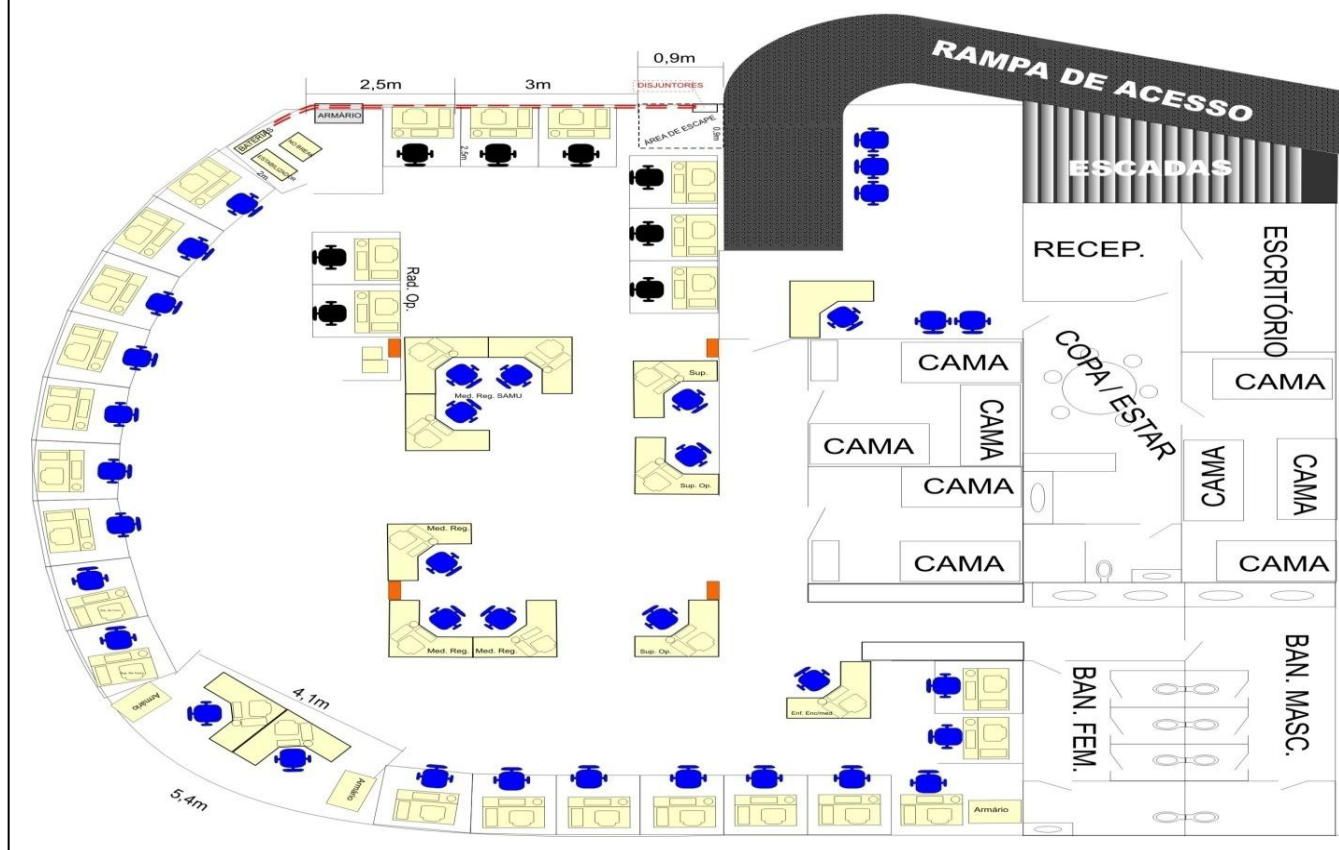 0,9m
2,5m
3m
DISJUNTORES
RAMPA DE ACESSO
ARMÁRIO
ÁREA DE ESCAPE
0,9m
BATERIAS
NO BREAK
ESTABILIZADOR
2m
2,5m
ESCADAS
RECEP.
ESCRITÓRIO
Rad. Op.
COPA / ESTAR
CAMA
CAMA
Sup.
Med. Reg. SAMU
CAMA
CAMA
CAMA
CAMA
CAMA
Sup. Op.
Med. Reg.
CAMA
CAMA
Med. Reg.
Med. Reg.
Sup. Op.
BAN. FEM.
BAN. MASC.
Armário
4,1m
Enf. Enc/med
5,4m
Armário
Armário